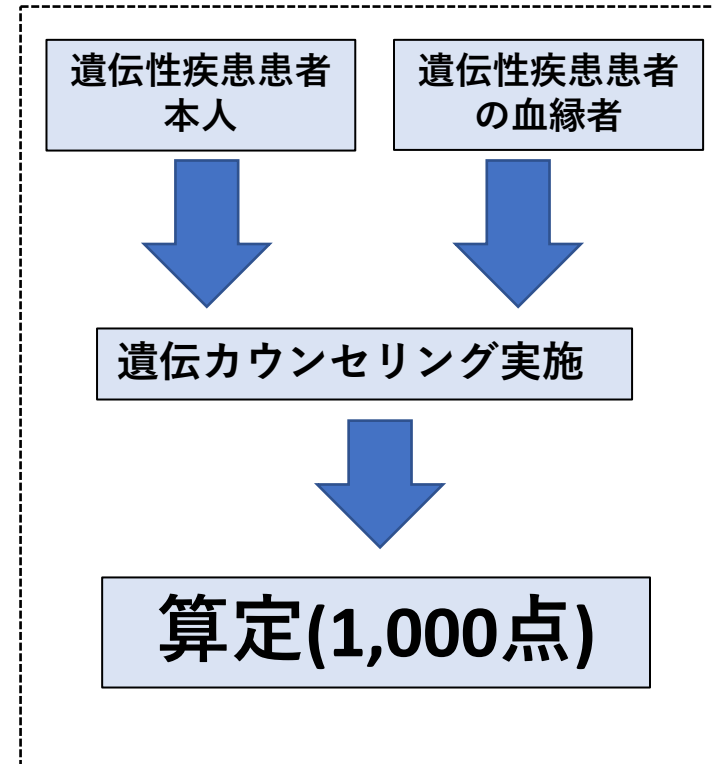 遺伝性疾患患者
本人
遺伝性疾患患者
の血縁者
遺伝カウンセリング実施
算定(1,000点)